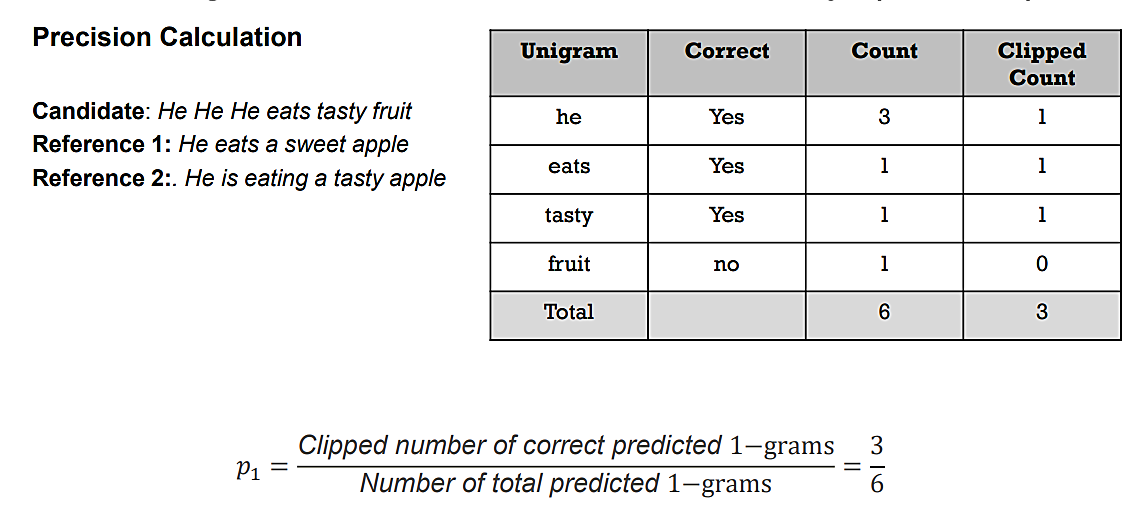 Precision Calculation
Candidate: He He He eats tasty fruit
Reference 1: He eats a sweet apple
Reference 2:. He is eating a tasty apple
Unigram Correct Count Clipped Count
he Yes 3 1
eats Yes 1 1
tasty Yes 1 1
fruit no 1 0
Total 6 3
p₁ = Clipped number of correct predicted 1−grams / Number of total predicted 1−grams = 3/6